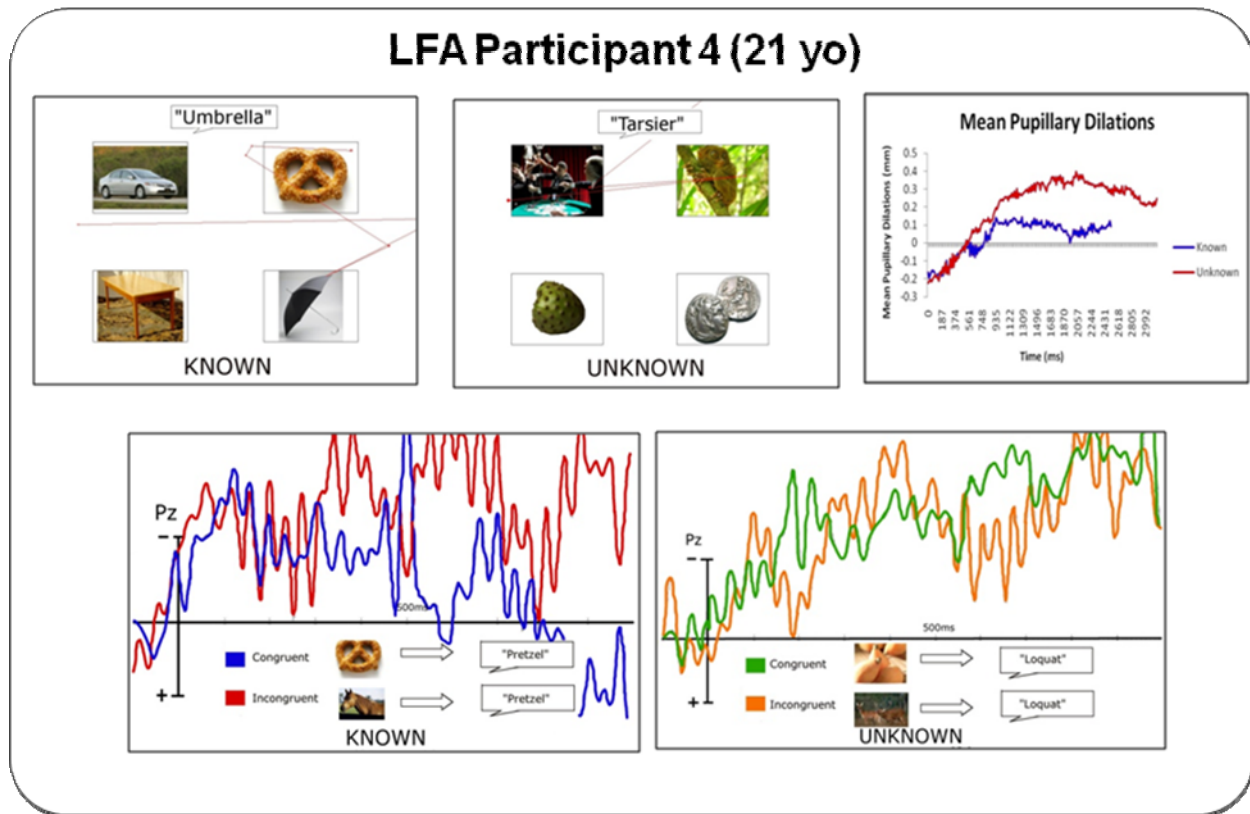 LFA Participant 4 (21 yo)
"Umbrella"
KNOWN
"Tarsier"
UNKNOWN
Mean Pupillary Dilations
Mean Pupillary Dilations (mm)
0.5
0.4
0.3
0.2
0.1
0
-0.1
-0.2
-0.3
0 187 374 561 748 935 1122 1309 1496 1683 1870 2057 2244 2431 2618 2805 2992
Time (ms)
Known
Unknown
Pz
−
+
500ms
Congruent "Pretzel"
Incongruent "Pretzel"
KNOWN
Pz
−
+
500ms
Congruent "Loquat"
Incongruent "Loquat"
UNKNOWN